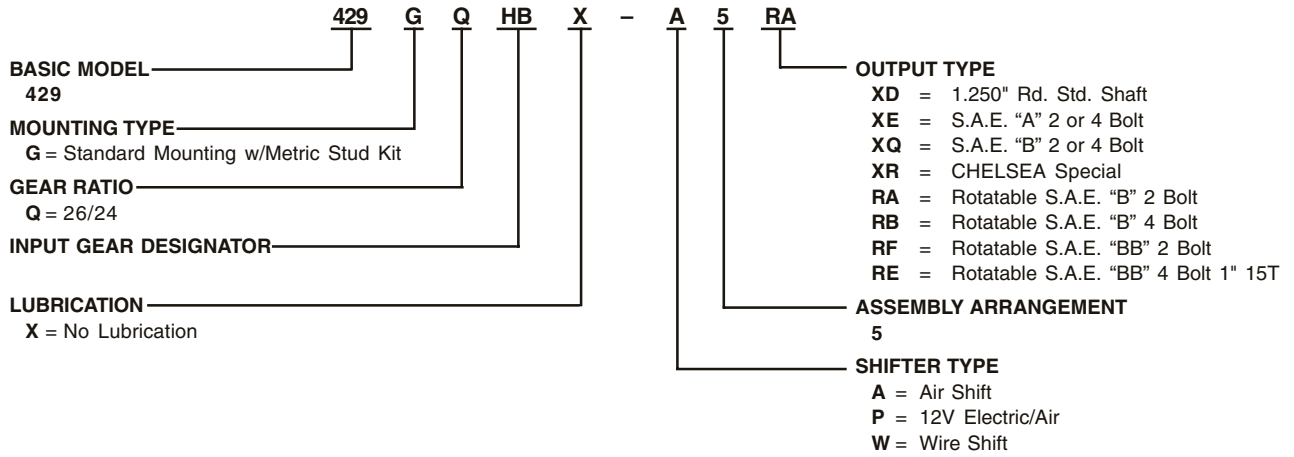 429 G Q HB X – A 5 RA
BASIC MODEL
429
MOUNTING TYPE
G = Standard Mounting w/Metric Stud Kit
GEAR RATIO
Q = 26/24
INPUT GEAR DESIGNATOR
LUBRICATION
X = No Lubrication
OUTPUT TYPE
XD = 1.250" Rd. Std. Shaft
XE = S.A.E. “A” 2 or 4 Bolt
XQ = S.A.E. “B” 2 or 4 Bolt
XR = CHELSEA Special
RA = Rotatable S.A.E. “B” 2 Bolt
RB = Rotatable S.A.E. “B” 4 Bolt
RF = Rotatable S.A.E. “BB” 2 Bolt
RE = Rotatable S.A.E. “BB” 4 Bolt 1" 15T
ASSEMBLY ARRANGEMENT
5
SHIFTER TYPE
A = Air Shift
P = 12V Electric/Air
W = Wire Shift